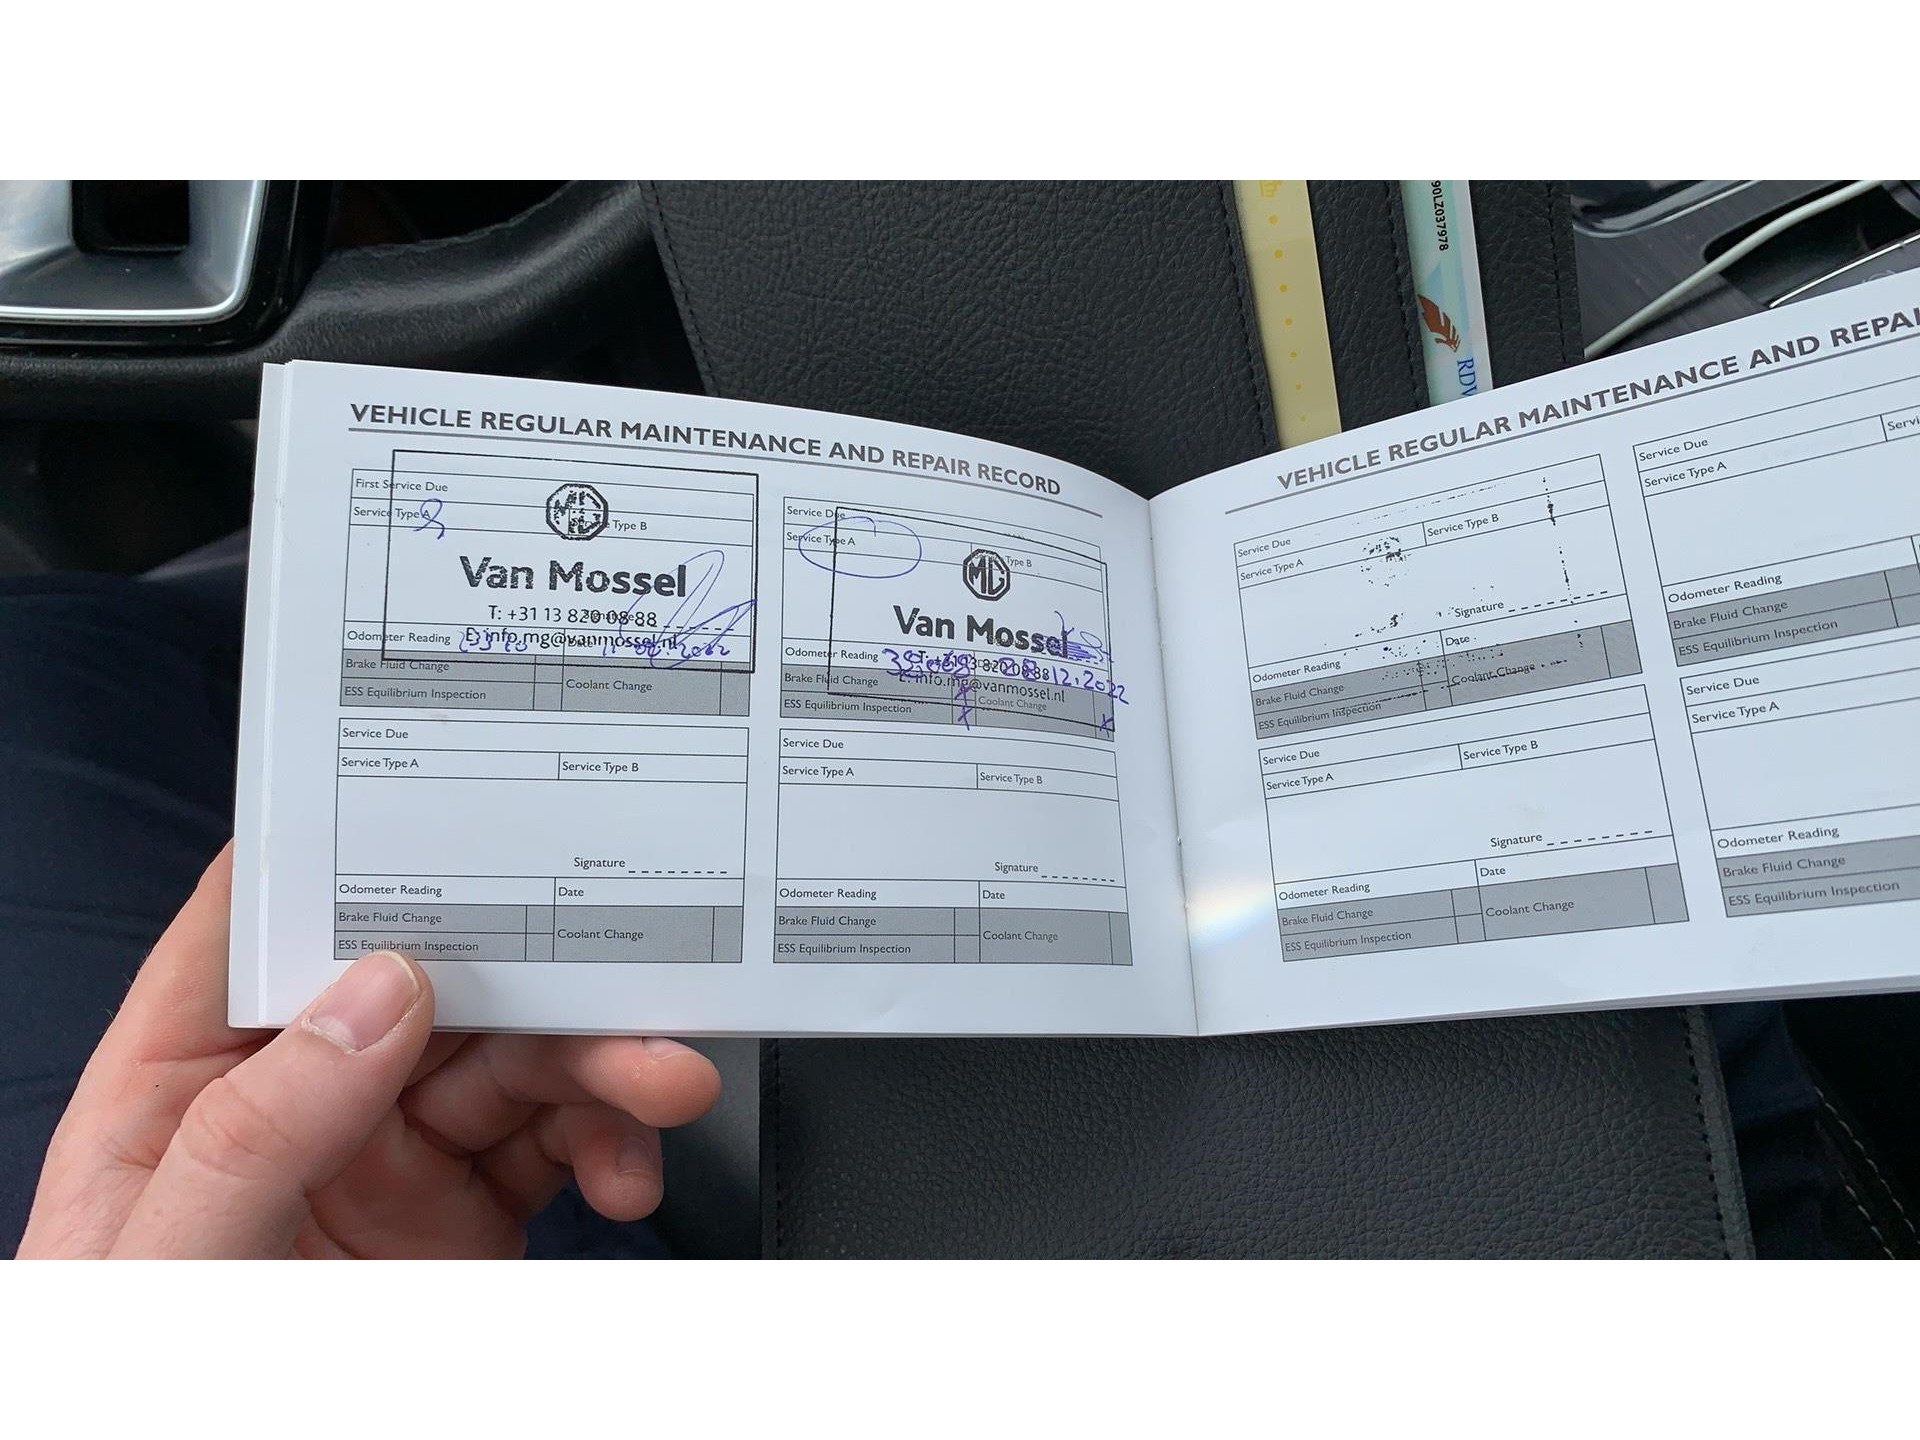 90LZ037978
RDW
VEHICLE REGULAR MAINTENANCE AND REPAIR RECORD
First Service Due
Service Type A
Service Type B
MG
Van Mossel
T: +31 13 820 08 88
Signature
E: info.mg@vanmossel.nl
Odometer Reading
Date
2022
Brake Fluid Change
Coolant Change
ESS Equilibrium Inspection
Service Due
Service Type A
Type B
MG
Van Mossel
Odometer Reading
T: +31 13 820 08 88
12.2022
Brake Fluid Change
E: info.mg@vanmossel.nl
x
Coolant Change
ESS Equilibrium Inspection
x
x
Service Due
Service Type A
Service Type B
Signature
Odometer Reading
Date
Brake Fluid Change
Coolant Change
ESS Equilibrium Inspection
Service Due
Service Type A
Service Type B
Signature
Odometer Reading
Date
Brake Fluid Change
Coolant Change
ESS Equilibrium Inspection
VEHICLE REGULAR MAINTENANCE AND REPAI
Service Due
Service Type A
Service Type B
Signature
Odometer Reading
Date
Brake Fluid Change
Coolant Change
ESS Equilibrium Inspection
Service Due
Servi
Service Type A
Odometer Reading
Brake Fluid Change
ESS Equilibrium Inspection
Service Due
Service Type A
Service Type B
Signature
Odometer Reading
Date
Brake Fluid Change
Coolant Change
ESS Equilibrium Inspection
Service Due
Service Type A
Odometer Reading
Brake Fluid Change
ESS Equilibrium Inspection